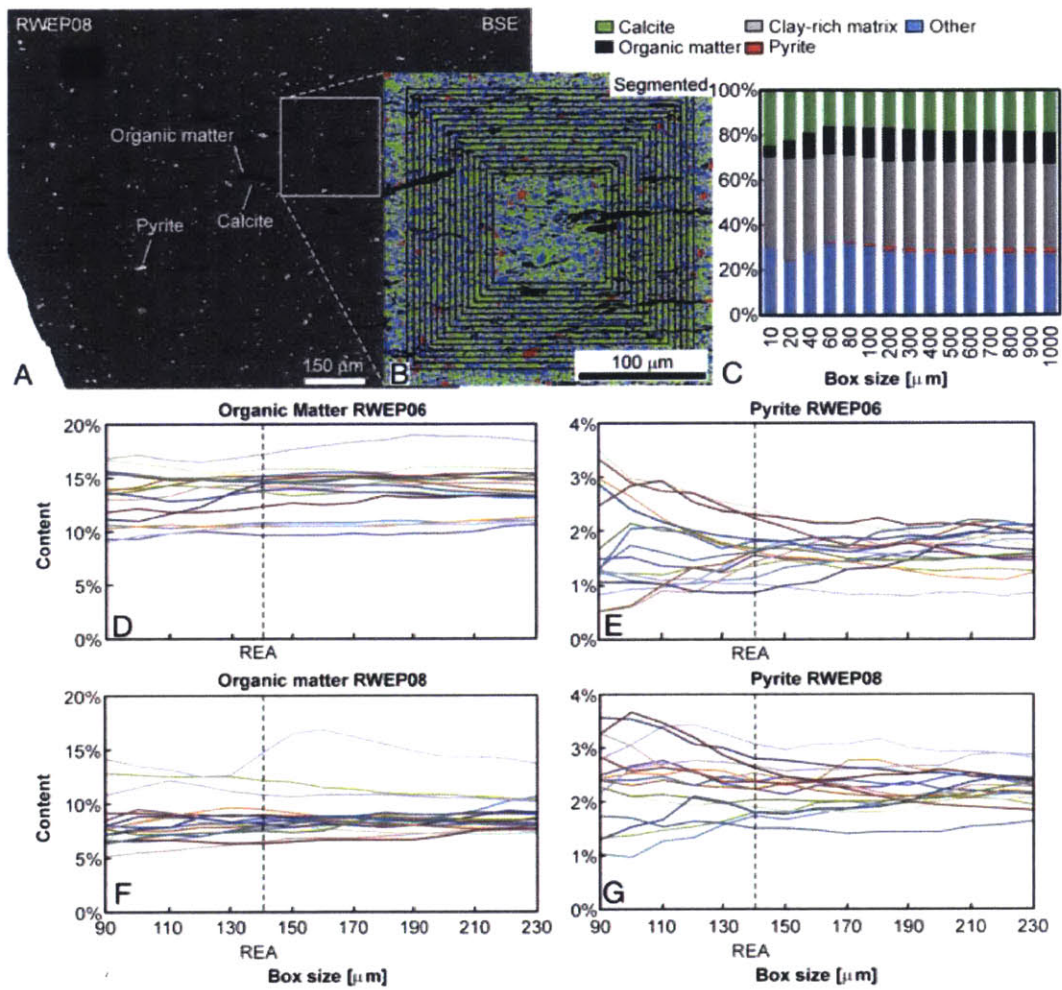 RWEP08
BSE
Organic matter
Calcite
Pyrite
150 μm
A
Segmented
100 μm
B
Calcite
Clay-rich matrix
Other
Organic matter
Pyrite
100%
80%
60%
40%
20%
0%
10
20
40
60
80
100
200
300
400
500
600
700
800
900
1000
Box size [μm]
C
Organic Matter RWEP06
20%
15%
10%
5%
0%
Content
D
REA
Pyrite RWEP06
4%
3%
2%
1%
0%
E
REA
Organic matter RWEP08
20%
15%
10%
5%
0%
Content
F
90 110 130 150 170 190 210 230
REA
Box size [μm]
Pyrite RWEP08
4%
3%
2%
1%
0%
G
90 110 130 150 170 190 210 230
REA
Box size [μm]